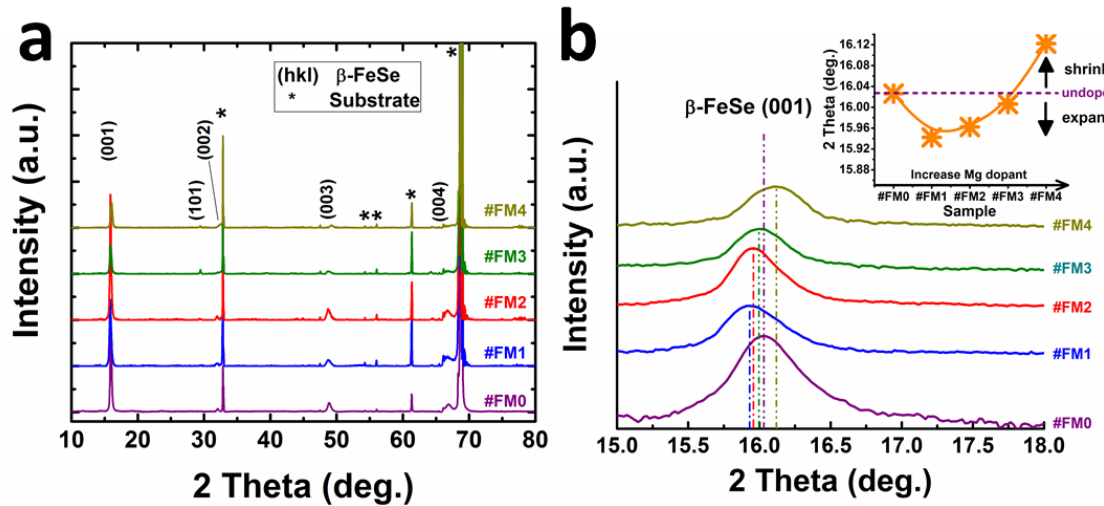 a
(hkl) β-FeSe
* Substrate
(001)
(101)
(002)
*
(003)
* *
*
(004)
*
#FM4
#FM3
#FM2
#FM1
#FM0
Intensity (a.u.)
10 20 30 40 50 60 70 80
2 Theta (deg.)
b
β-FeSe (001)
#FM4
#FM3
#FM2
#FM1
#FM0
Intensity (a.u.)
15.0 15.5 16.0 16.5 17.0 17.5 18.0
2 Theta (deg.)
2 Theta (deg.)
16.12
16.08
16.04
16.00
15.96
15.92
15.88
shrink
undope
expan
Increase Mg dopant
#FM0 #FM1 #FM2 #FM3 #FM4
Sample